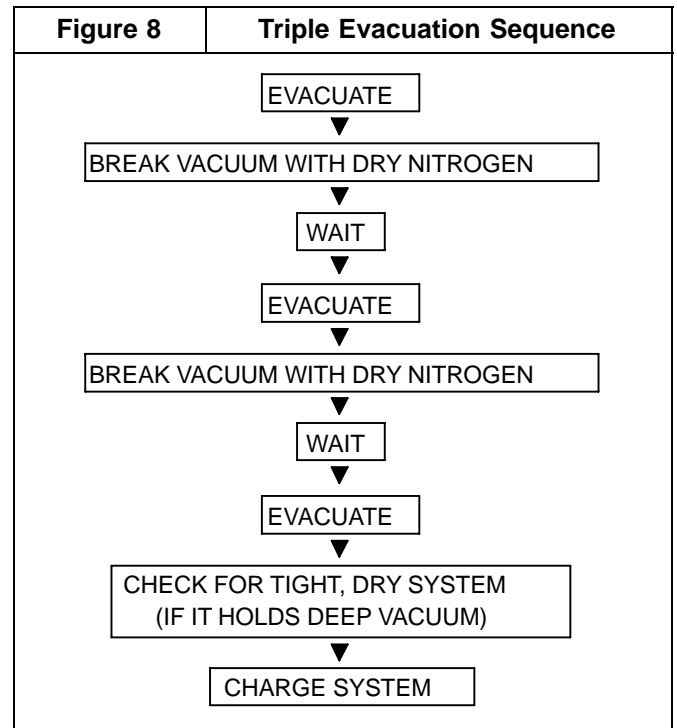 Figure 8 Triple Evacuation Sequence
EVACUATE
BREAK VACUUM WITH DRY NITROGEN
WAIT
EVACUATE
BREAK VACUUM WITH DRY NITROGEN
WAIT
EVACUATE
CHECK FOR TIGHT, DRY SYSTEM
(IF IT HOLDS DEEP VACUUM)
CHARGE SYSTEM